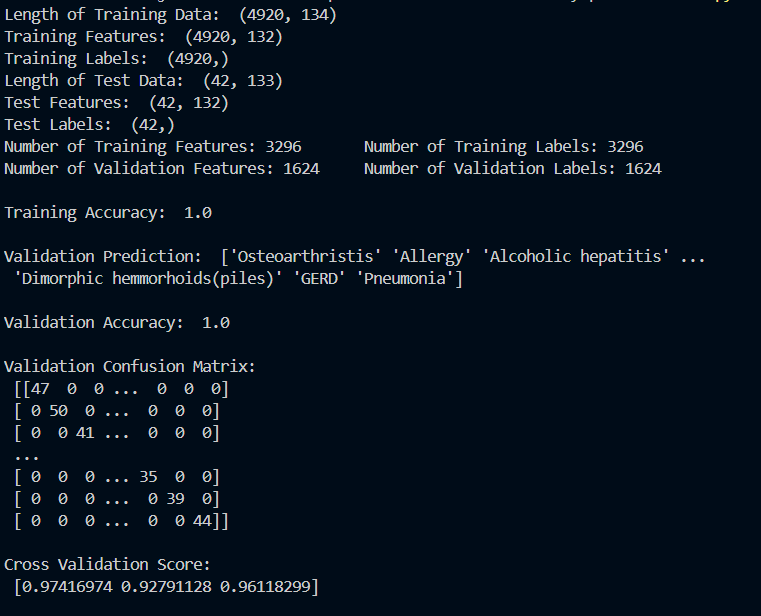 Length of Training Data:  (4920, 134)
Training Features:  (4920, 132)
Training Labels:  (4920,)
Length of Test Data:  (42, 133)
Test Features:  (42, 132)
Test Labels:  (42,)
Number of Training Features: 3296     Number of Training Labels: 3296
Number of Validation Features: 1624     Number of Validation Labels: 1624
Training Accuracy:  1.0
Validation Prediction:  ['Osteoarthristis' 'Allergy' 'Alcoholic hepatitis' ...
 'Dimorphic hemmorhoids(piles)' 'GERD' 'Pneumonia']
Validation Accuracy:  1.0
Validation Confusion Matrix:
 [[47  0  0 ...  0  0  0]
 [ 0 50  0 ...  0  0  0]
 [ 0  0 41 ...  0  0  0]
 ...
 [ 0  0  0 ... 35  0  0]
 [ 0  0  0 ...  0 39  0]
 [ 0  0  0 ...  0  0 44]]
Cross Validation Score:
 [0.97416974 0.92791128 0.96118299]